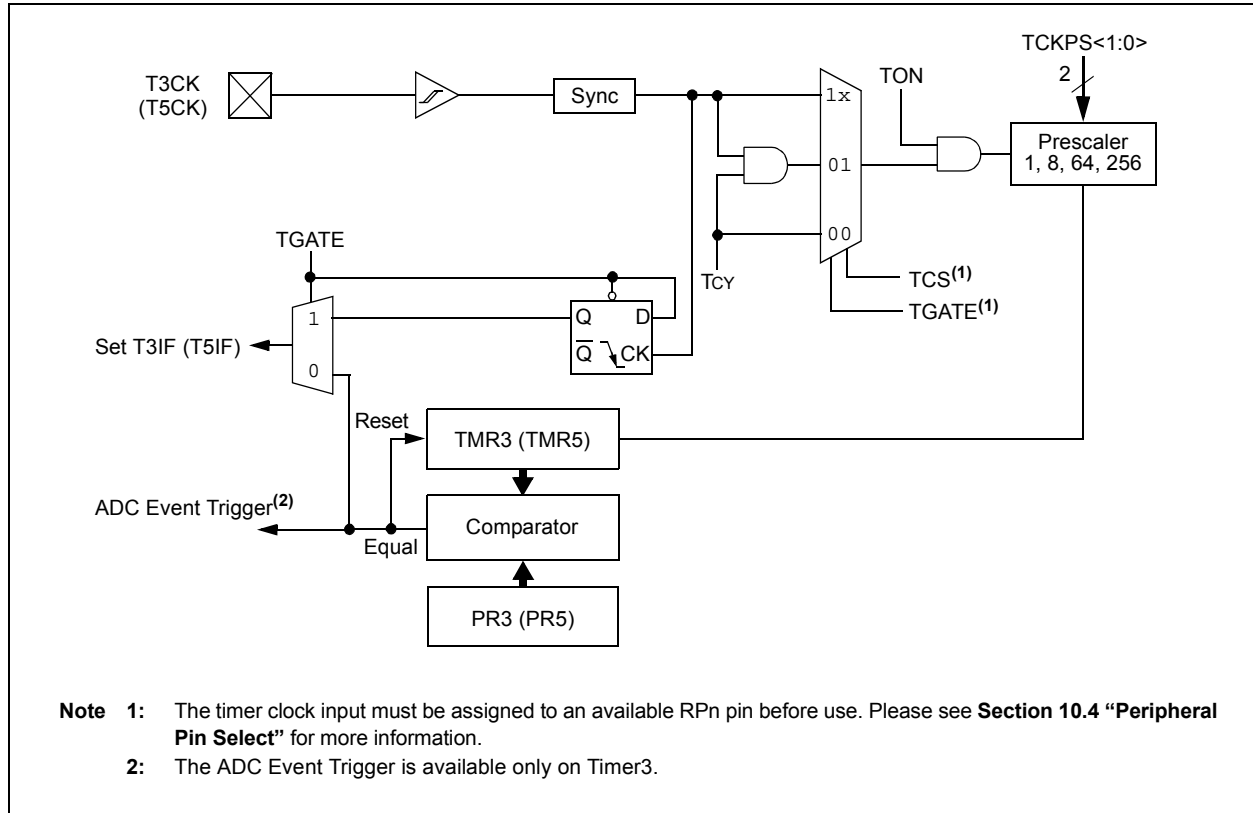 TCKPS<1:0>
2
T3CK
(T5CK)
Sync
TON
1x
01
00
Prescaler
1, 8, 64, 256
TGATE
TCY
TCS(1)
TGATE(1)
1
0
Q D
Q CK
Set T3IF (T5IF)
Reset
TMR3 (TMR5)
ADC Event Trigger(2)
Equal
Comparator
PR3 (PR5)
Note 1: The timer clock input must be assigned to an available RPn pin before use. Please see Section 10.4 “Peripheral
Pin Select” for more information.
2: The ADC Event Trigger is available only on Timer3.